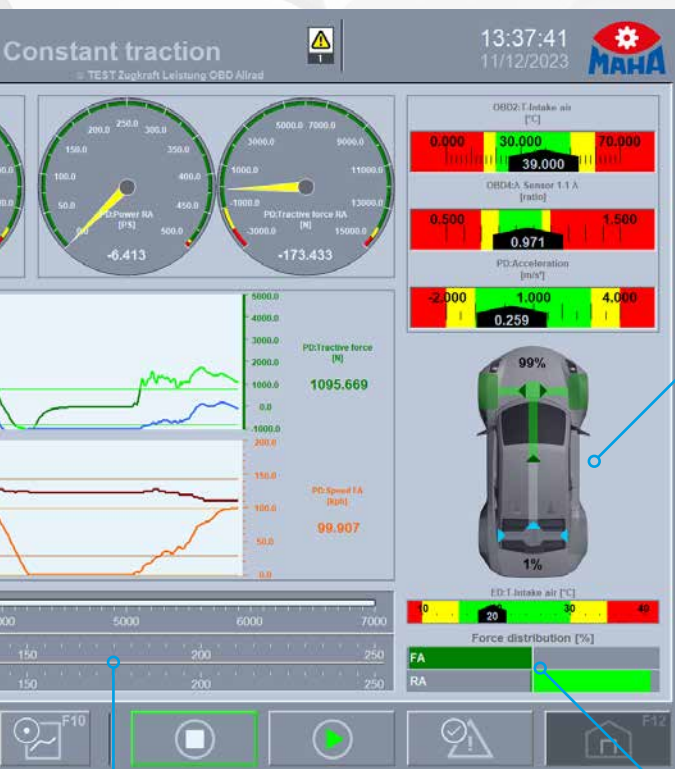 Constant traction
TEST Zugkraft Leistung OBD Allrad
1
13:37:41
11/12/2023
MAHA
50.0
100.0
150.0
200.0
250.0
300.0
350.0
400.0
450.0
500.0
PD:Power RA
[PS]
-6.413
-3000.0
-1000.0
1000.0
3000.0
5000.0 7000.0
9000.0
11000.0
13000.0
15000.0
PD:Tractive force RA
[N]
-173.433
OBD2:T-Intake air
[°C]
0.000 30.000 70.000
39.000
OBD4:λ Sensor 1.1 λ
[ratio]
0.500 1.500
0.971
PD:Acceleration
[m/s²]
-2.000 1.000 4.000
0.259
5000.0
4000.0
3000.0
2000.0
1000.0
0.0
-1000.0
PD:Tractive force
[N]
1095.669
200.0
150.0
100.0
50.0
0.0
PD:Speed FA
[kph]
99.907
99%
1%
ED:T-Intake air [°C]
10 20 30 40
Force distribution [%]
FA
RA
5000 6000 7000
150 200 250
150 200 250
F10
F12